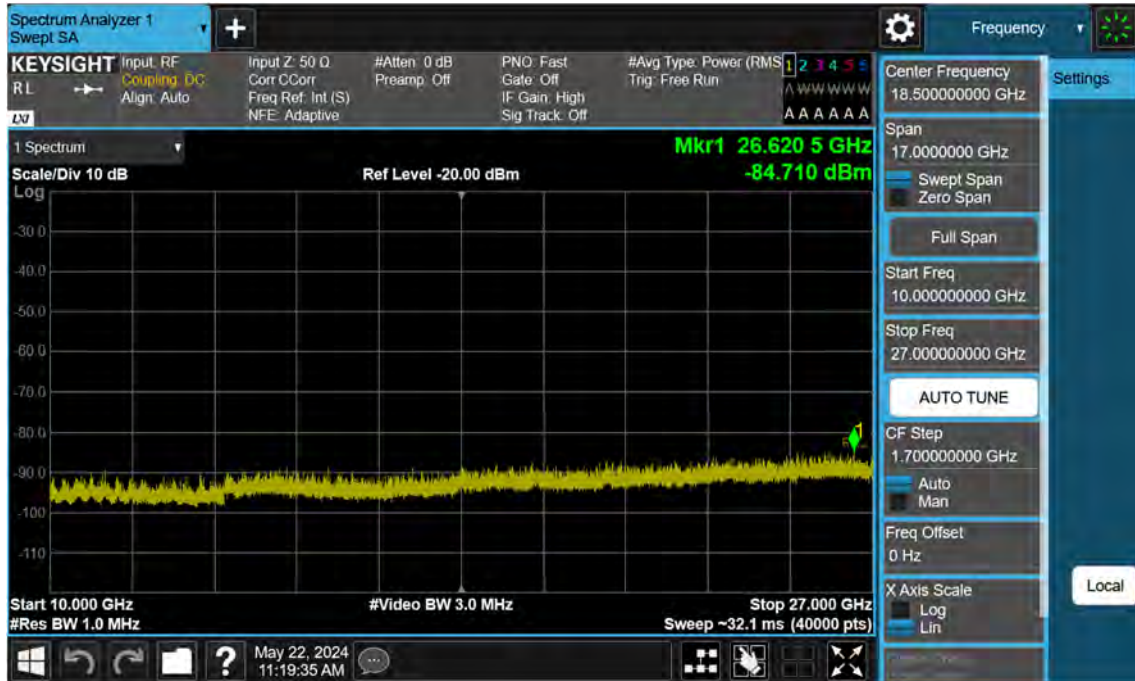 Spectrum Analyzer 1
Swept SA
Frequency
KEYSIGHT
RL
LXI
Input: RF
Coupling: DC
Align: Auto
Input Z: 50 Ω
Corr CCorr
Freq Ref: Int (S)
NFE: Adaptive
#Atten: 0 dB
Preamp: Off
PNO: Fast
Gate: Off
IF Gain: High
Sig Track: Off
#Avg Type: Power (RMS
Trig: Free Run
1 2 3 4 5 6
A W W W W W
A A A A A A
1 Spectrum
Scale/Div 10 dB
Log
Ref Level -20.00 dBm
Mkr1 26.620 5 GHz
-84.710 dBm
-30.0
-40.0
-50.0
-60.0
-70.0
-80.0
-90.0
-100
-110
1
Start 10.000 GHz
#Res BW 1.0 MHz
#Video BW 3.0 MHz
Stop 27.000 GHz
Sweep ~32.1 ms (40000 pts)
?
May 22, 2024
11:19:35 AM
Center Frequency
18.500000000 GHz
Span
17.0000000 GHz
Swept Span
Zero Span
Full Span
Start Freq
10.000000000 GHz
Stop Freq
27.000000000 GHz
AUTO TUNE
CF Step
1.700000000 GHz
Auto
Man
Freq Offset
0 Hz
X Axis Scale
Log
Lin
Settings
Local